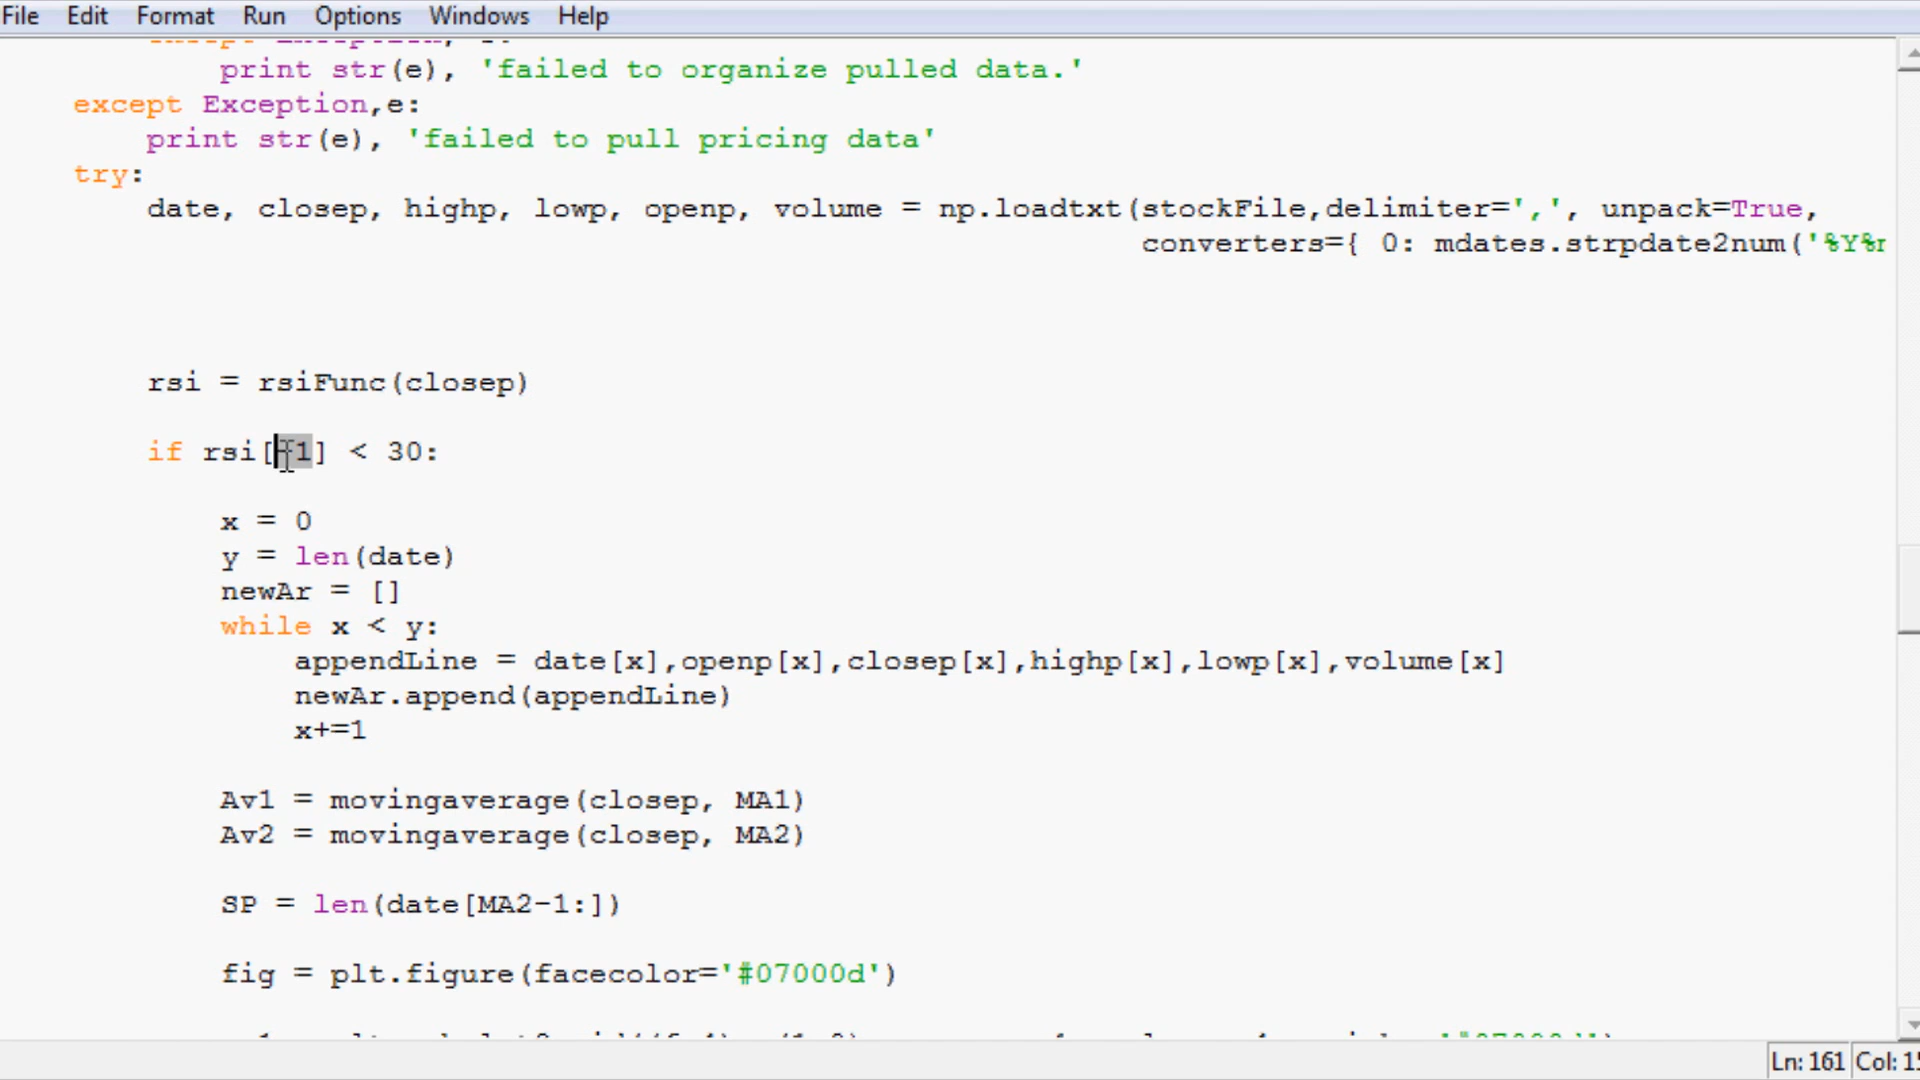 File Edit Format Run Options Windows Help
print str(e), 'failed to organize pulled data.'
except Exception,e:
print str(e), 'failed to pull pricing data'
try:
date, closep, highp, lowp, openp, volume = np.loadtxt(stockFile,delimiter=',', unpack=True,
converters={ 0: mdates.strpdate2num('%Y%
rsi = rsiFunc(closep)
if rsi[-1] < 30:
x = 0
y = len(date)
newAr = []
while x < y:
appendLine = date[x],openp[x],closep[x],highp[x],lowp[x],volume[x]
newAr.append(appendLine)
x+=1
Av1 = movingaverage(closep, MA1)
Av2 = movingaverage(closep, MA2)
SP = len(date[MA2-1:])
fig = plt.figure(facecolor='#07000d')
Ln: 161 Col: